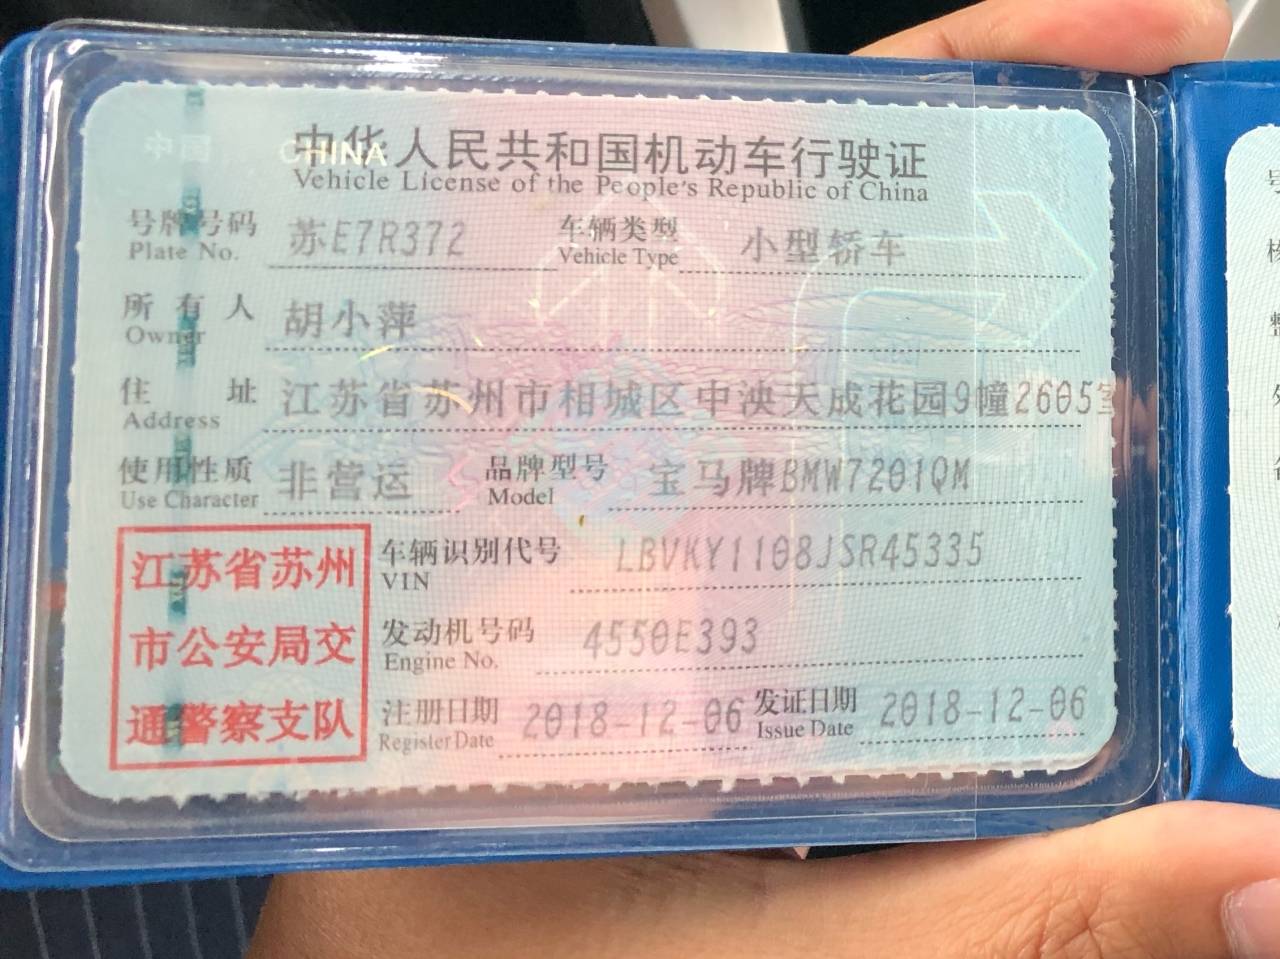 中国 CHINA
中华人民共和国机动车行驶证
Vehicle License of the People's Republic of China
号牌号码 苏E7R372 车辆类型 小型轿车
Plate No. Vehicle Type
所有人 胡小萍
Owner
住址 江苏省苏州市相城区中泱天成花园9幢2605室
Address
使用性质 非营运 品牌型号 宝马牌BMW7201QM
Use Character Model
江苏省苏州
市公安局交
通警察支队
车辆识别代号 LBVKY1108JSR45335
VIN
发动机号码 4550E393
Engine No.
注册日期 2018-12-06 发证日期 2018-12-06
Register Date Issue Date
号